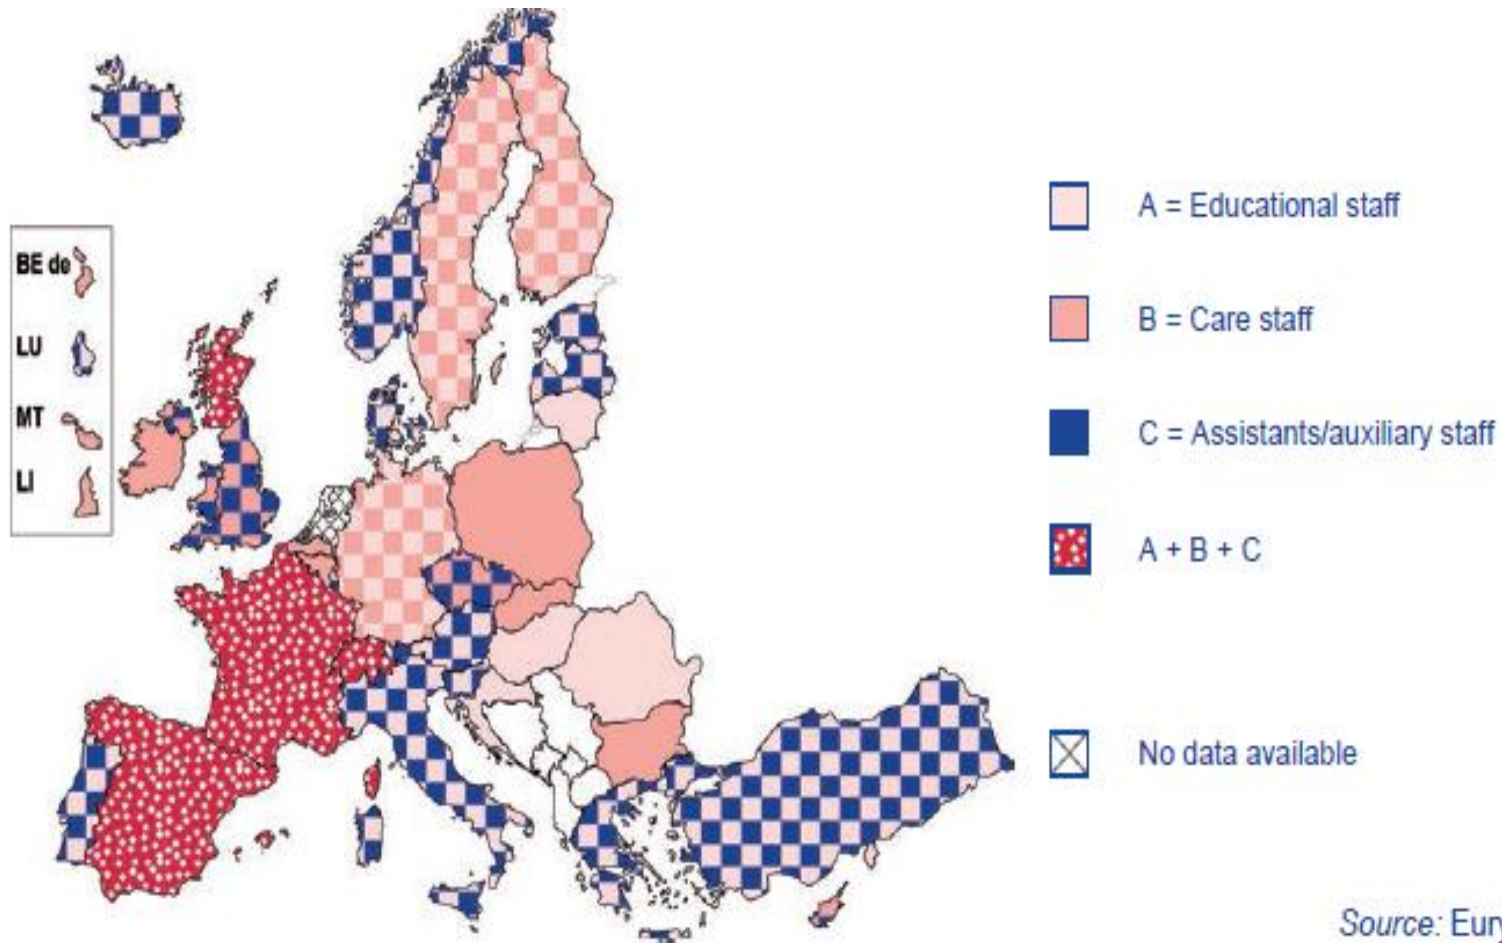 BE de
LU
MT
LI
A = Educational staff
B = Care staff
C = Assistants/auxiliary staff
A + B + C
No data available
Source: